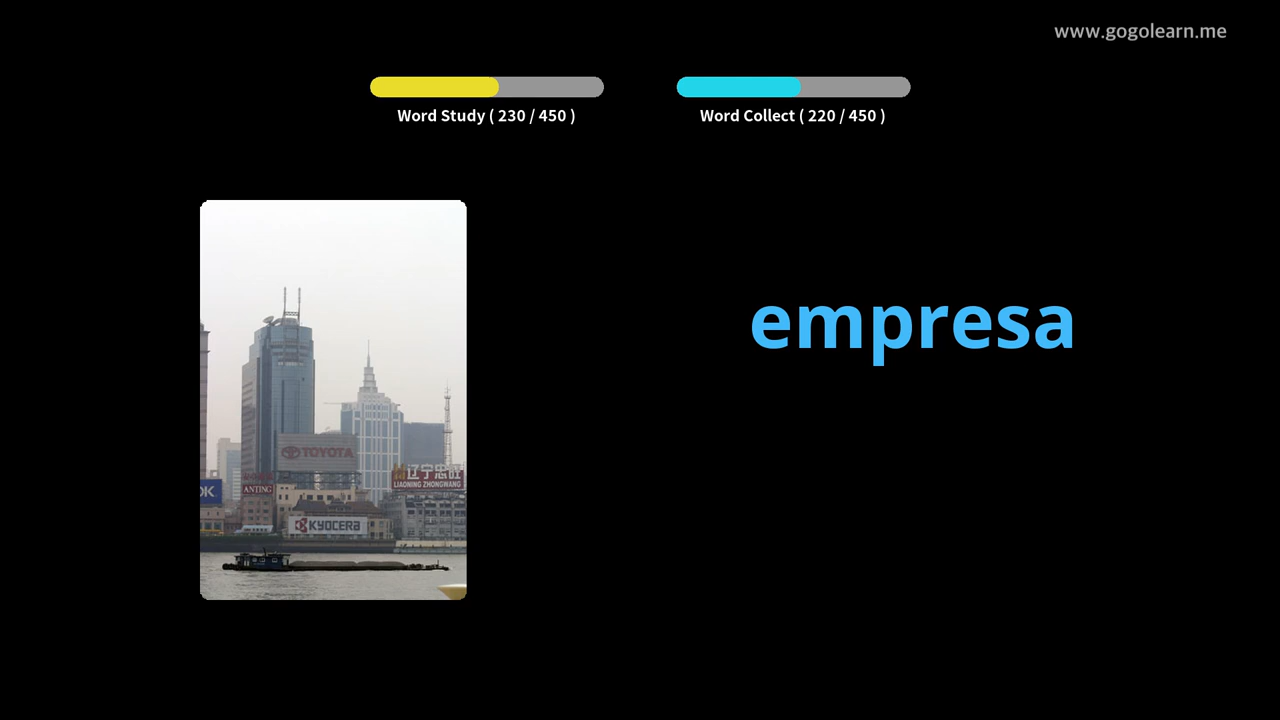 www.gogolearn.me
Word Study ( 230 / 450 )
Word Collect ( 220 / 450 )
empresa
TOYOTA
辽宁忠旺
LIAONING ZHONGWANG
OK
ANTING
KYOCERA